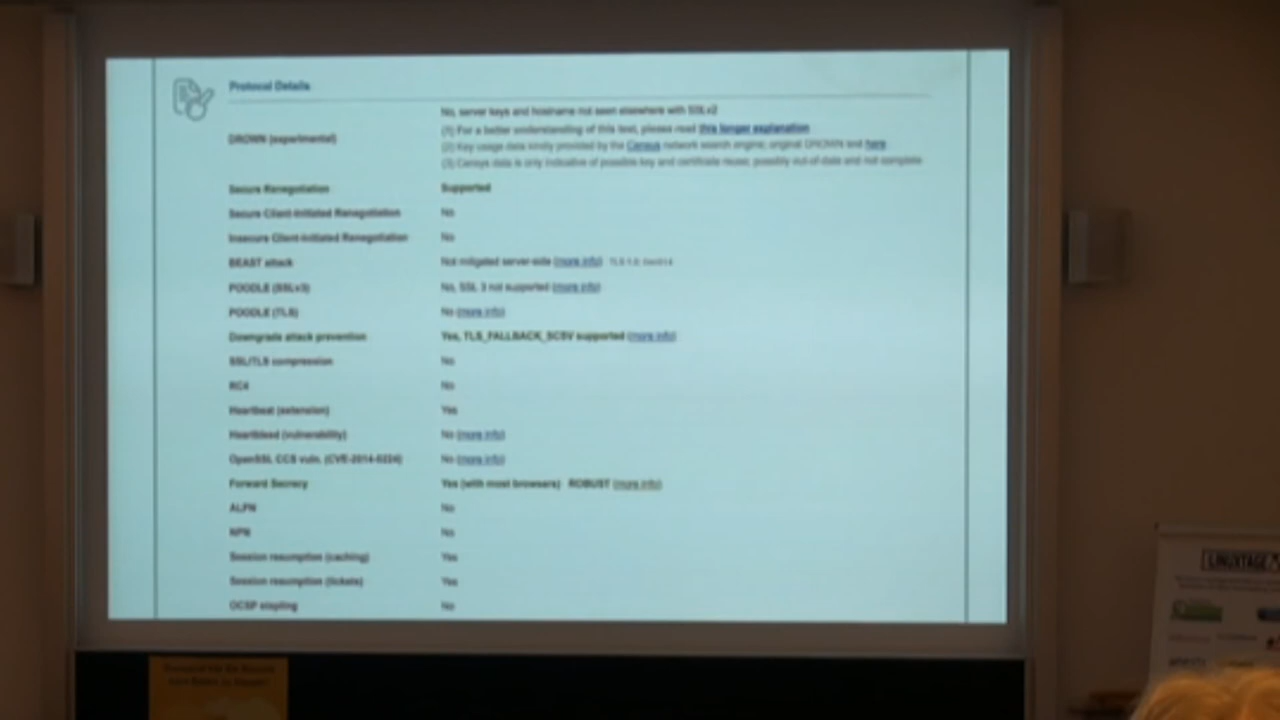 Protocol Details
No, server keys and hostname not seen elsewhere with SSLv2
DROWN (experimental)
(1) For a better understanding of this test, please read this longer explanation
(2) Key usage data kindly provided by the Censys network search engine; original DROWN test here
(3) Censys data is only indicative of possible key and certificate reuse; possibly out-of-date and not complete
Secure Renegotiation Supported
Secure Client-Initiated Renegotiation No
Insecure Client-Initiated Renegotiation No
BEAST attack Not mitigated server-side (more info)
POODLE (SSLv3) No, SSL 3 not supported (more info)
POODLE (TLS) No (more info)
Downgrade attack prevention Yes, TLS_FALLBACK_SCSV supported (more info)
SSL/TLS compression No
RC4 No
Heartbeat (extension) Yes
Heartbleed (vulnerability) No (more info)
OpenSSL CCS vuln. (CVE-2014-0224) No (more info)
Forward Secrecy Yes (with most browsers) ROBUST (more info)
ALPN No
NPN No
Session resumption (caching) Yes
Session resumption (tickets) Yes
OCSP stapling No
LINUXTAGE